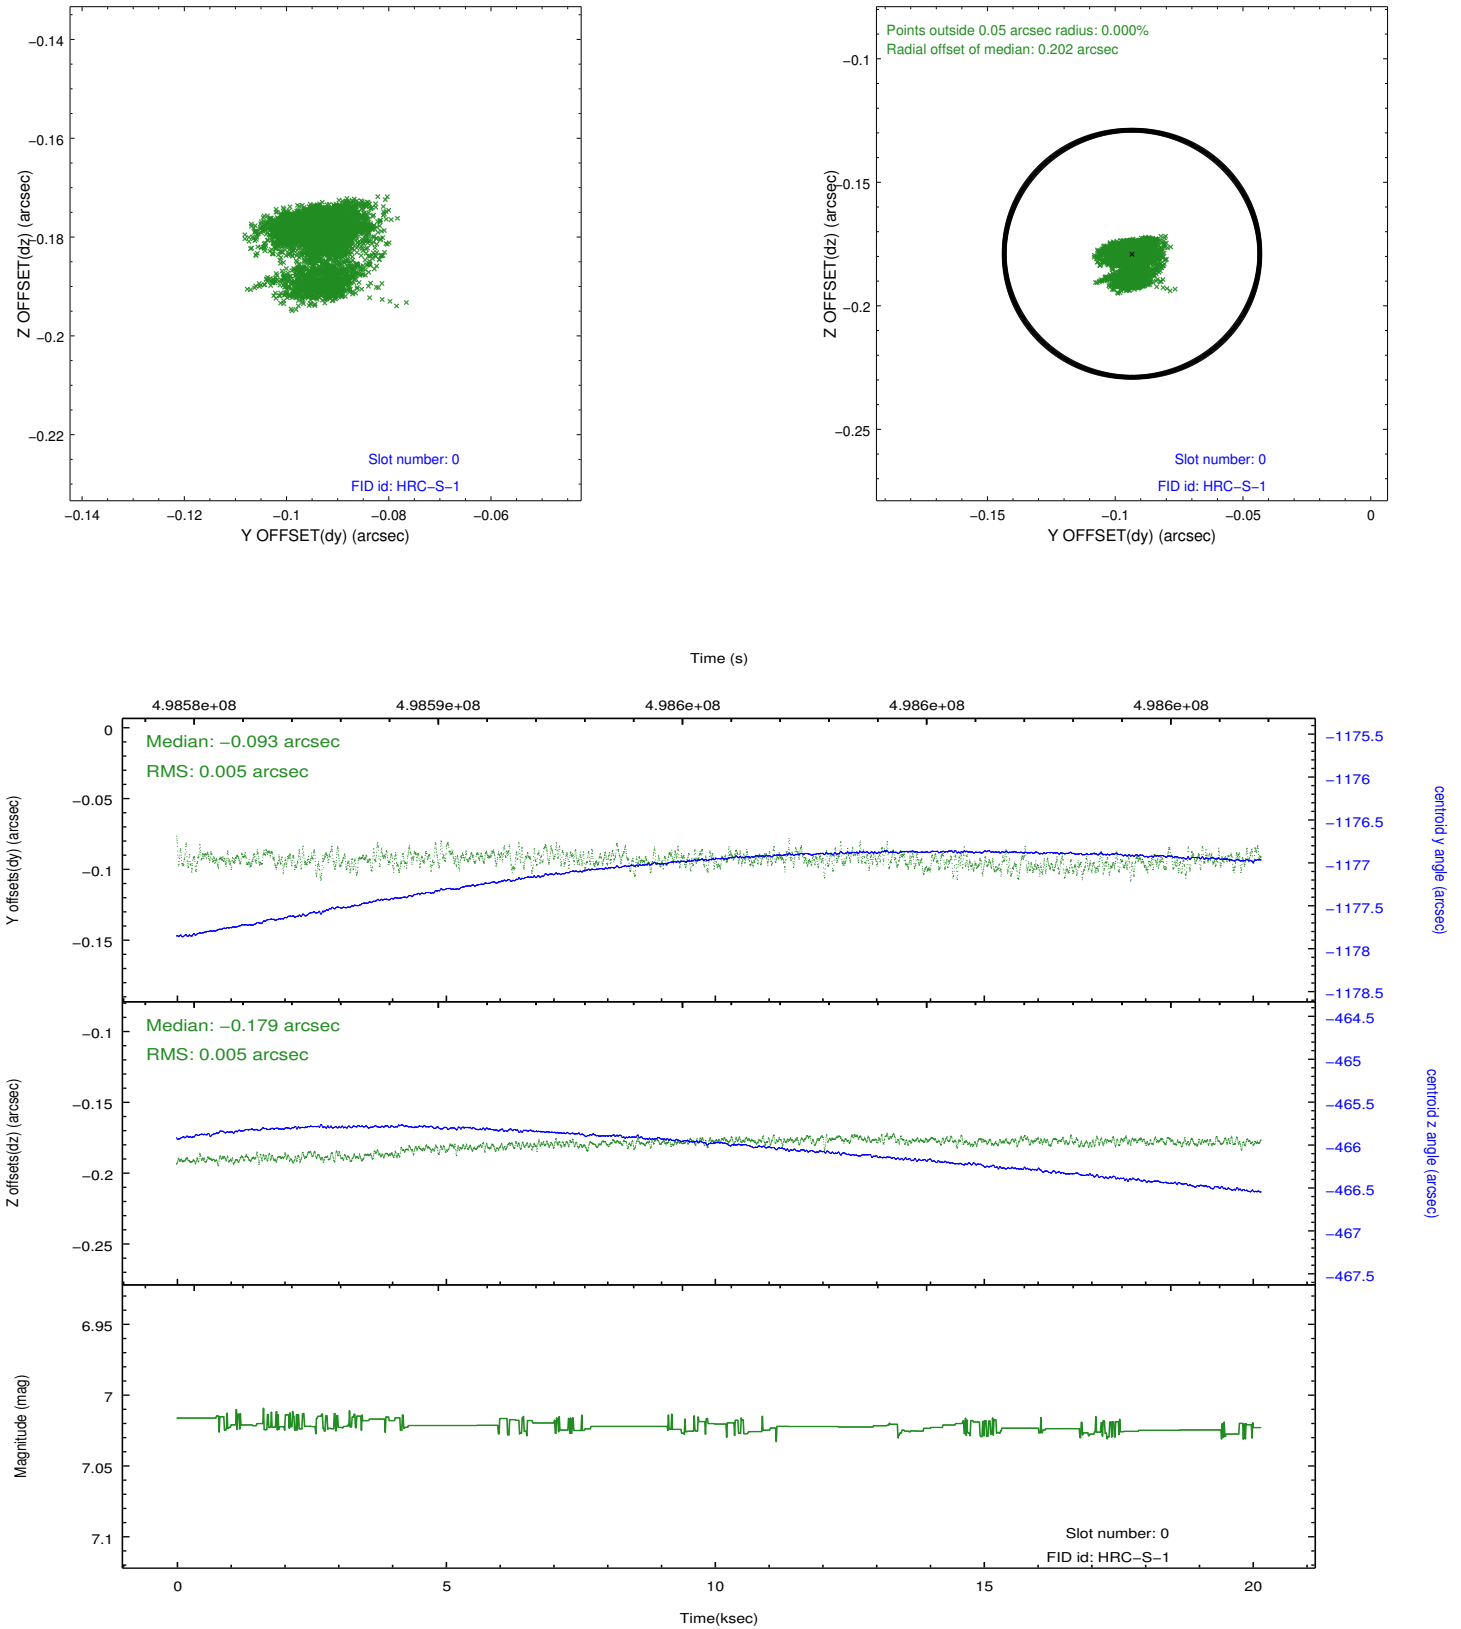 −0.14
−0.16
−0.18
−0.2
−0.22
Z OFFSET(dz) (arcsec)
Slot number: 0
FID id: HRC−S−1
−0.14
−0.12
−0.1
−0.08
−0.06
Y OFFSET(dy) (arcsec)
Points outside 0.05 arcsec radius: 0.000%
Radial offset of median: 0.202 arcsec
−0.1
−0.15
−0.2
−0.25
Z OFFSET(dz) (arcsec)
Slot number: 0
FID id: HRC−S−1
−0.15
−0.1
−0.05
0
Y OFFSET(dy) (arcsec)
Time (s)
4.9858e+08
4.9859e+08
4.986e+08
4.986e+08
4.986e+08
Median: −0.093 arcsec
RMS: 0.005 arcsec
0
−0.05
−0.1
−0.15
Y offsets(dy) (arcsec)
−1175.5
−1176
−1176.5
−1177
−1177.5
−1178
−1178.5
centroid y angle (arcsec)
Median: −0.179 arcsec
RMS: 0.005 arcsec
−0.1
−0.15
−0.2
−0.25
Z offsets(dz) (arcsec)
−464.5
−465
−465.5
−466
−466.5
−467
−467.5
centroid z angle (arcsec)
6.95
7
7.05
7.1
Magnitude (mag)
Slot number: 0
FID id: HRC−S−1
0
5
10
15
20
Time(ksec)